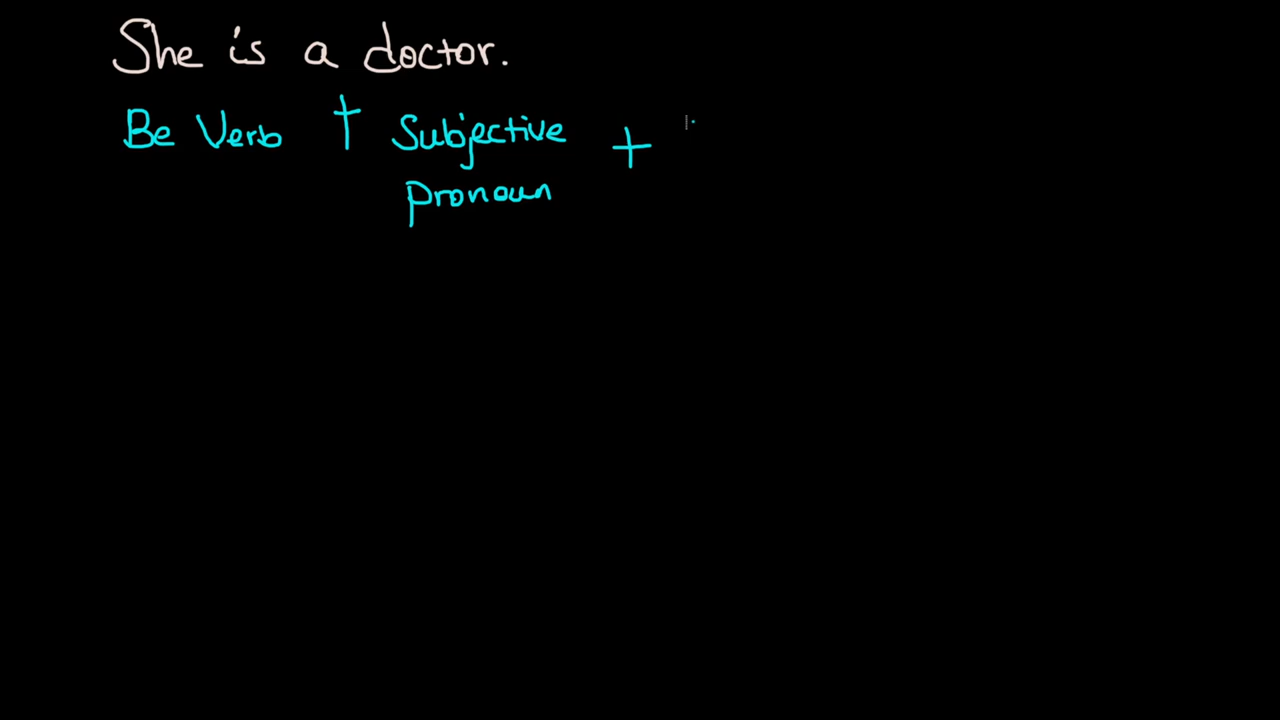 She is a doctor.
Be Verb + Subjective +
pronoun